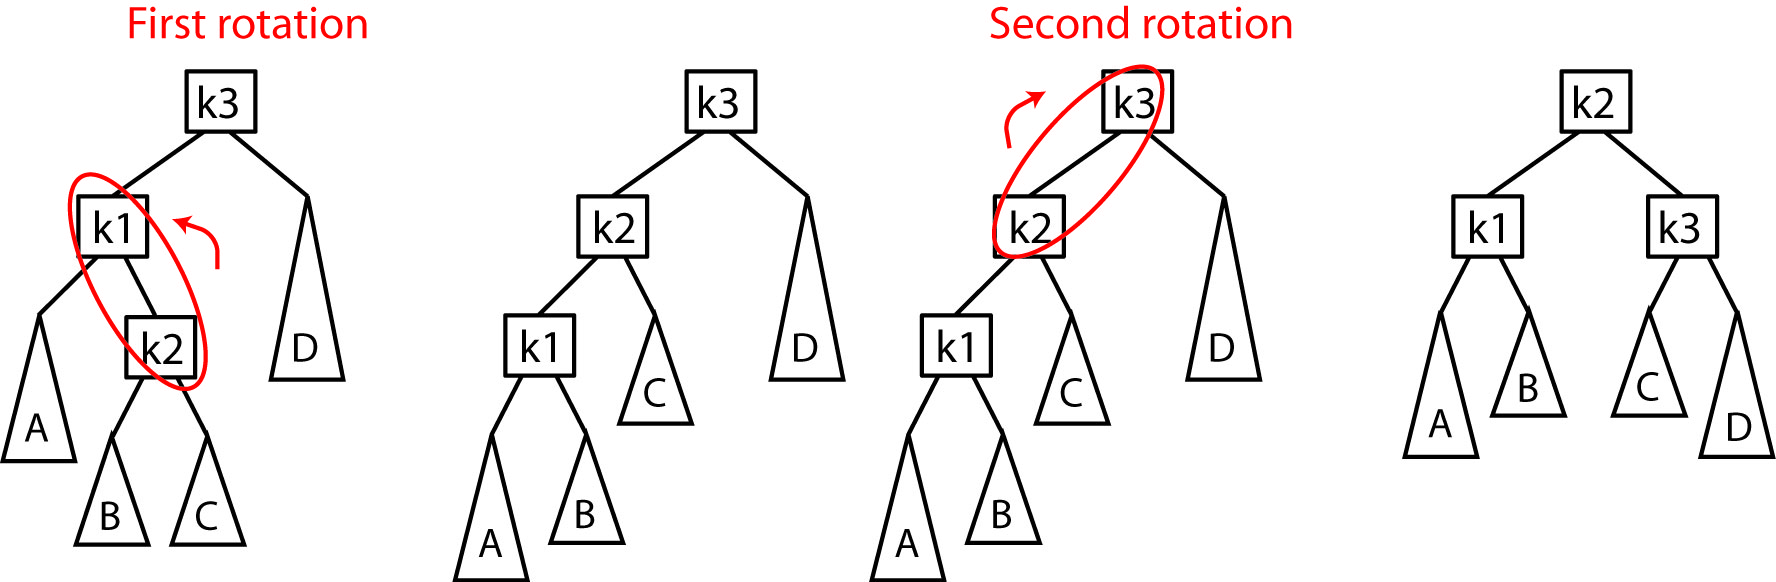 First rotation
Second rotation
k3
k1
k2
A
B
C
D
k3
k2
k1
C
D
A
B
k3
k2
k1
C
D
A
B
k2
k1
k3
A
B
C
D